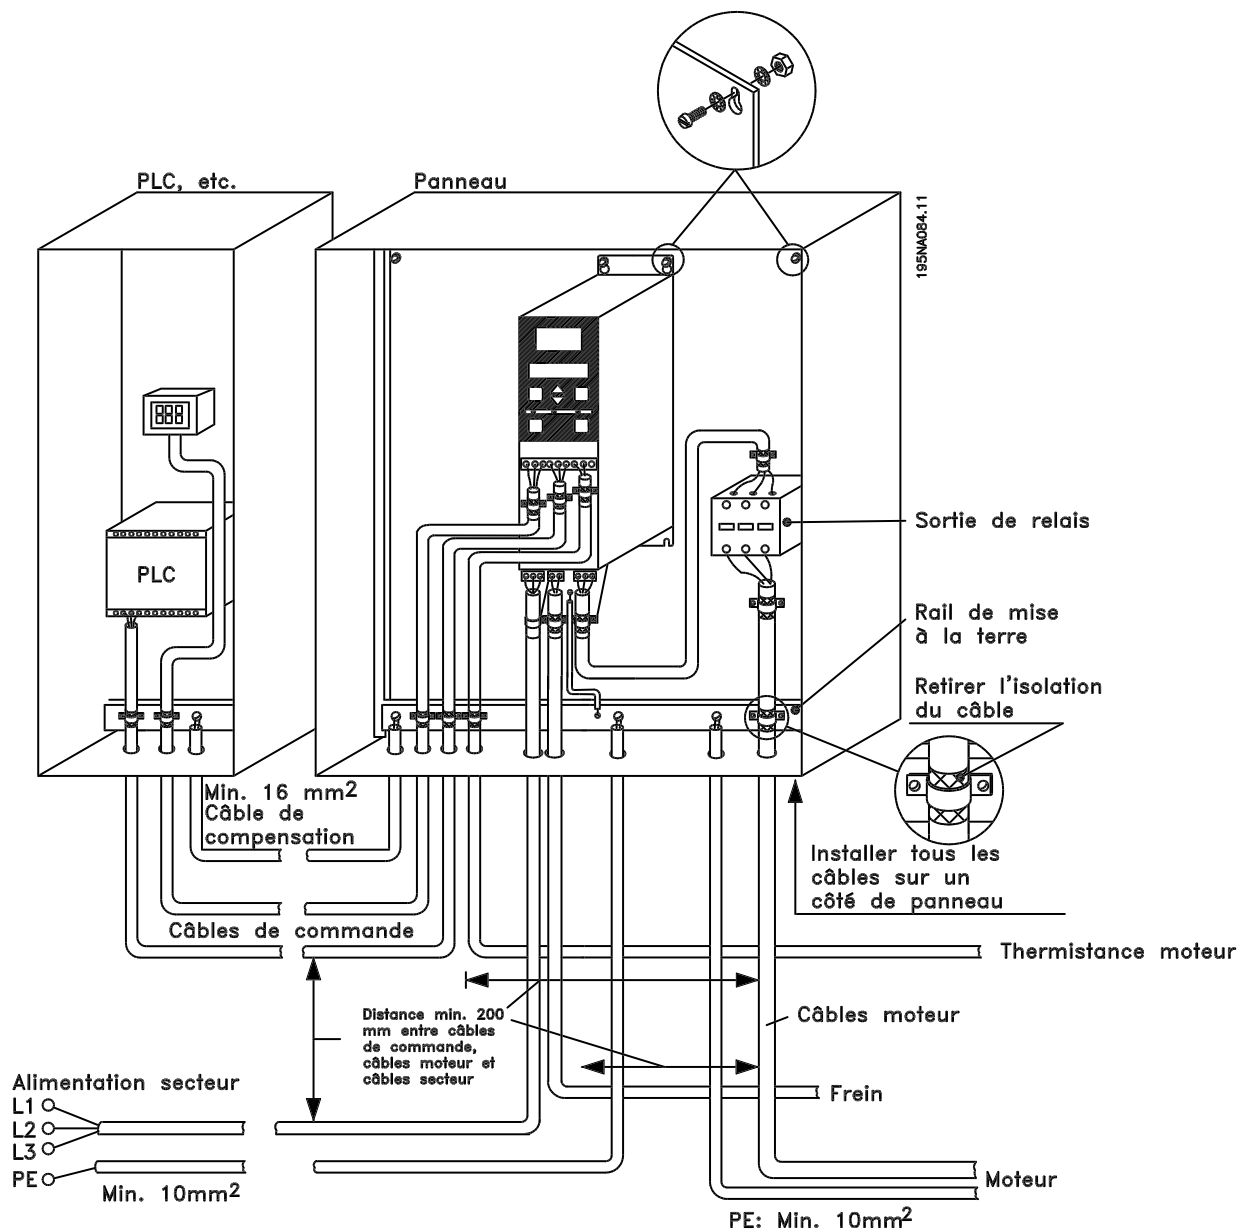 PLC, etc.
Panneau
195NA084.11
PLC
Sortie de relais
Rail de mise
à la terre
Retirer l'isolation
du câble
Min. 16 mm2
Câble de
compensation
Installer tous les
câbles sur un
côté de panneau
Câbles de commande
Thermistance moteur
Distance min. 200
mm entre câbles
de commande,
câbles moteur et
câbles secteur
Câbles moteur
Alimentation secteur
L1
L2
L3
PE
Min. 10mm2
Frein
Moteur
PE: Min. 10mm2